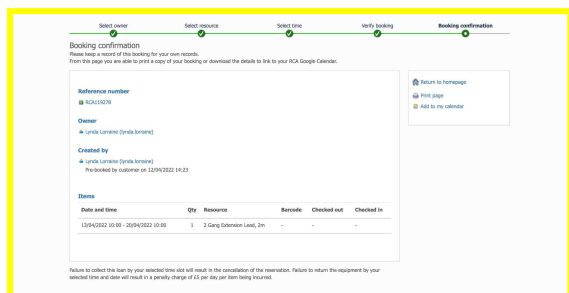 Select owner Select resource Select time Verify booking Booking confirmation
Booking confirmation
Please keep a record of this booking for your own records.
From this page you are able to print a copy of your booking or download the details to link to your RCA Google Calendar.
Reference number
RCA119278
Return to homepage
Print page
Add to my calendar
Owner
Lynda Lorraine (lynda.lorraine)
Created by
Lynda Lorraine (lynda.lorraine)
Pre-booked by customer on 12/04/2022 14:23
Items
Date and time Qty Resource Barcode Checked out Checked in
13/04/2022 10:00 - 20/04/2022 10:00 1 2 Gang Extension Lead, 2m - - -
Failure to collect this loan by your selected time slot will result in the cancellation of the reservation. Failure to return the equipment by your
selected time and date will result in a penalty charge of £5 per day per item being incurred.